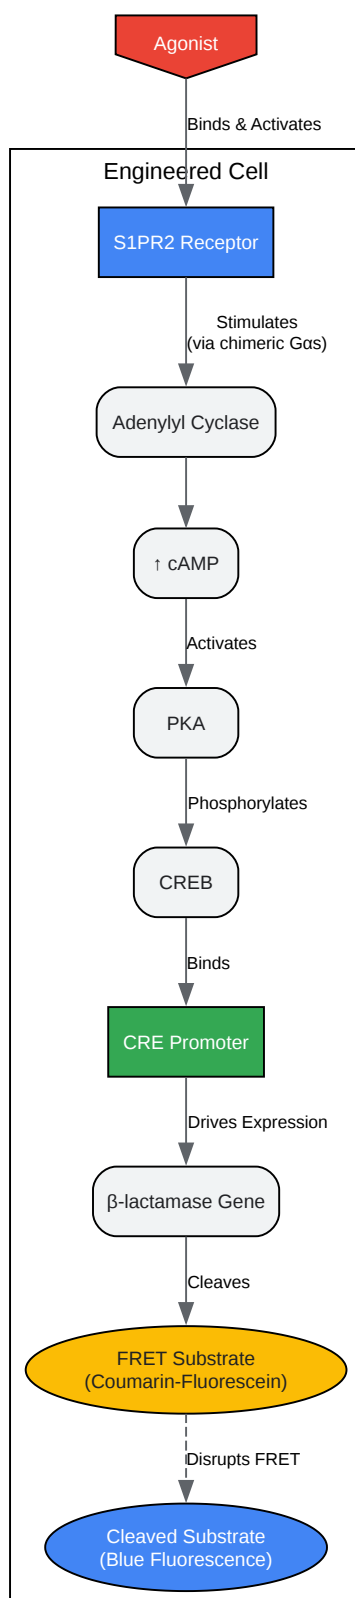 Agonist
Binds & Activates
Engineered Cell
S1PR2 Receptor
Stimulates
(via chimeric Gαs)
Adenylyl Cyclase
↑ cAMP
Activates
PKA
Phosphorylates
CREB
Binds
CRE Promoter
Drives Expression
β-lactamase Gene
Cleaves
FRET Substrate
(Coumarin-Fluorescein)
Disrupts FRET
Cleaved Substrate
(Blue Fluorescence)